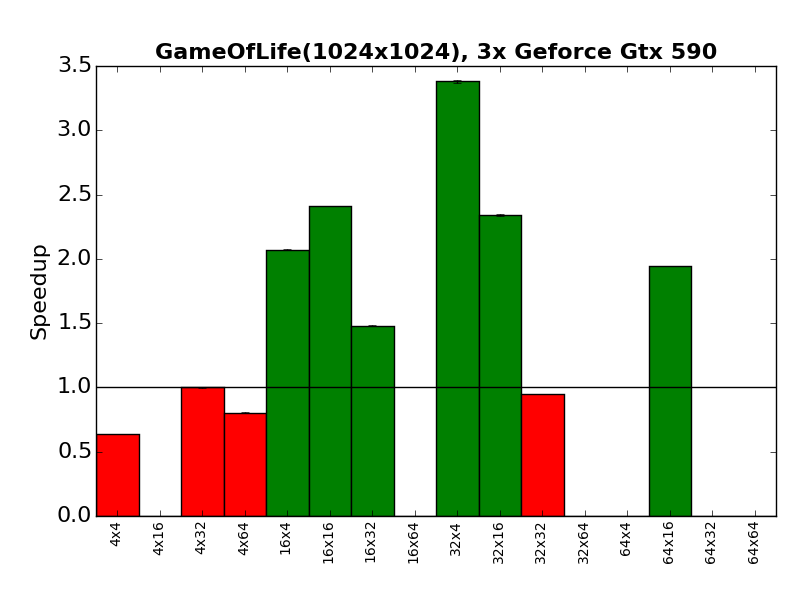 GameOfLife(1024x1024), 3x Geforce Gtx 590
Speedup
3.5
3.0
2.5
2.0
1.5
1.0
0.5
0.0
4x4
4x16
4x32
4x64
16x4
16x16
16x32
16x64
32x4
32x16
32x32
32x64
64x4
64x16
64x32
64x64